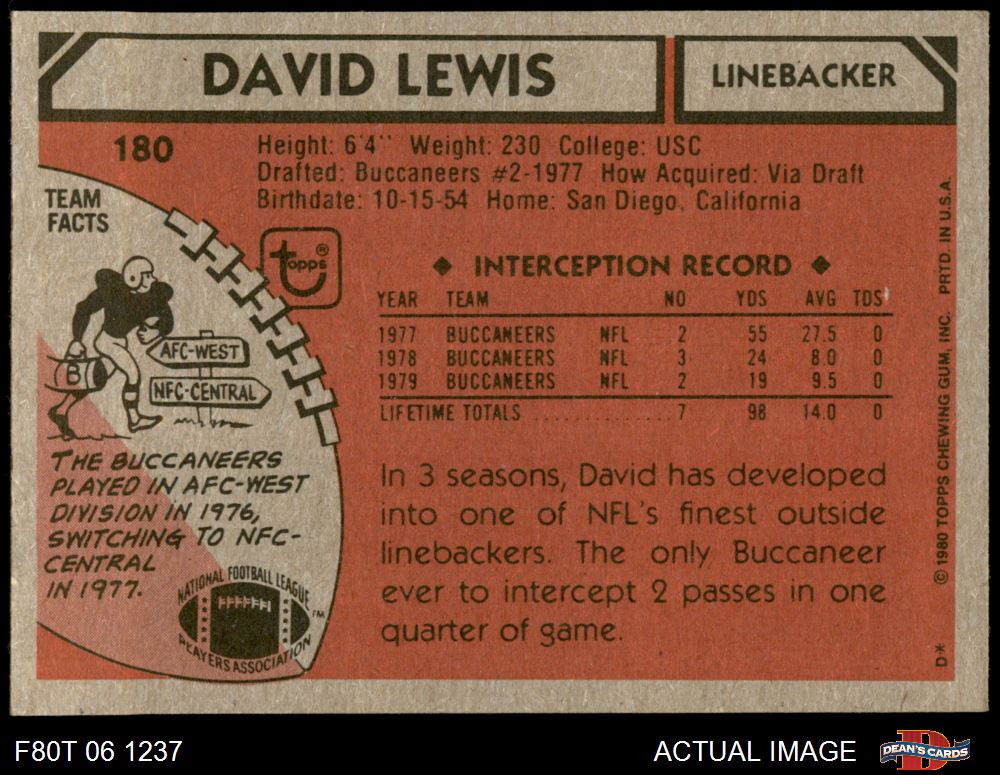 DAVID LEWIS
LINEBACKER
180
Height: 6'4" Weight: 230 College: USC
Drafted: Buccaneers #2-1977 How Acquired: Via Draft
Birthdate: 10-15-54 Home: San Diego, California
TEAM
FACTS
Topps®
AFC-WEST
NFC-CENTRAL
B
THE BUCCANEERS
PLAYED IN AFC-WEST
DIVISION IN 1976,
SWITCHING TO NFC-
CENTRAL
IN 1977.
NATIONAL FOOTBALL LEAGUE
PLAYERS ASSOCIATION
™
◆ INTERCEPTION RECORD ◆
YEAR TEAM NO YDS AVG TDS
1977 BUCCANEERS NFL 2 55 27.5 0
1978 BUCCANEERS NFL 3 24 8.0 0
1979 BUCCANEERS NFL 2 19 9.5 0
LIFETIME TOTALS . . . . . . . . . . . . . . . 7 98 14.0 0
In 3 seasons, David has developed
into one of NFL's finest outside
linebackers. The only Buccaneer
ever to intercept 2 passes in one
quarter of game.
© 1980 TOPPS CHEWING GUM, INC. PRTD. IN U.S.A.
D*
F80T 06 1237
ACTUAL IMAGE
D
DEAN'S CARDS